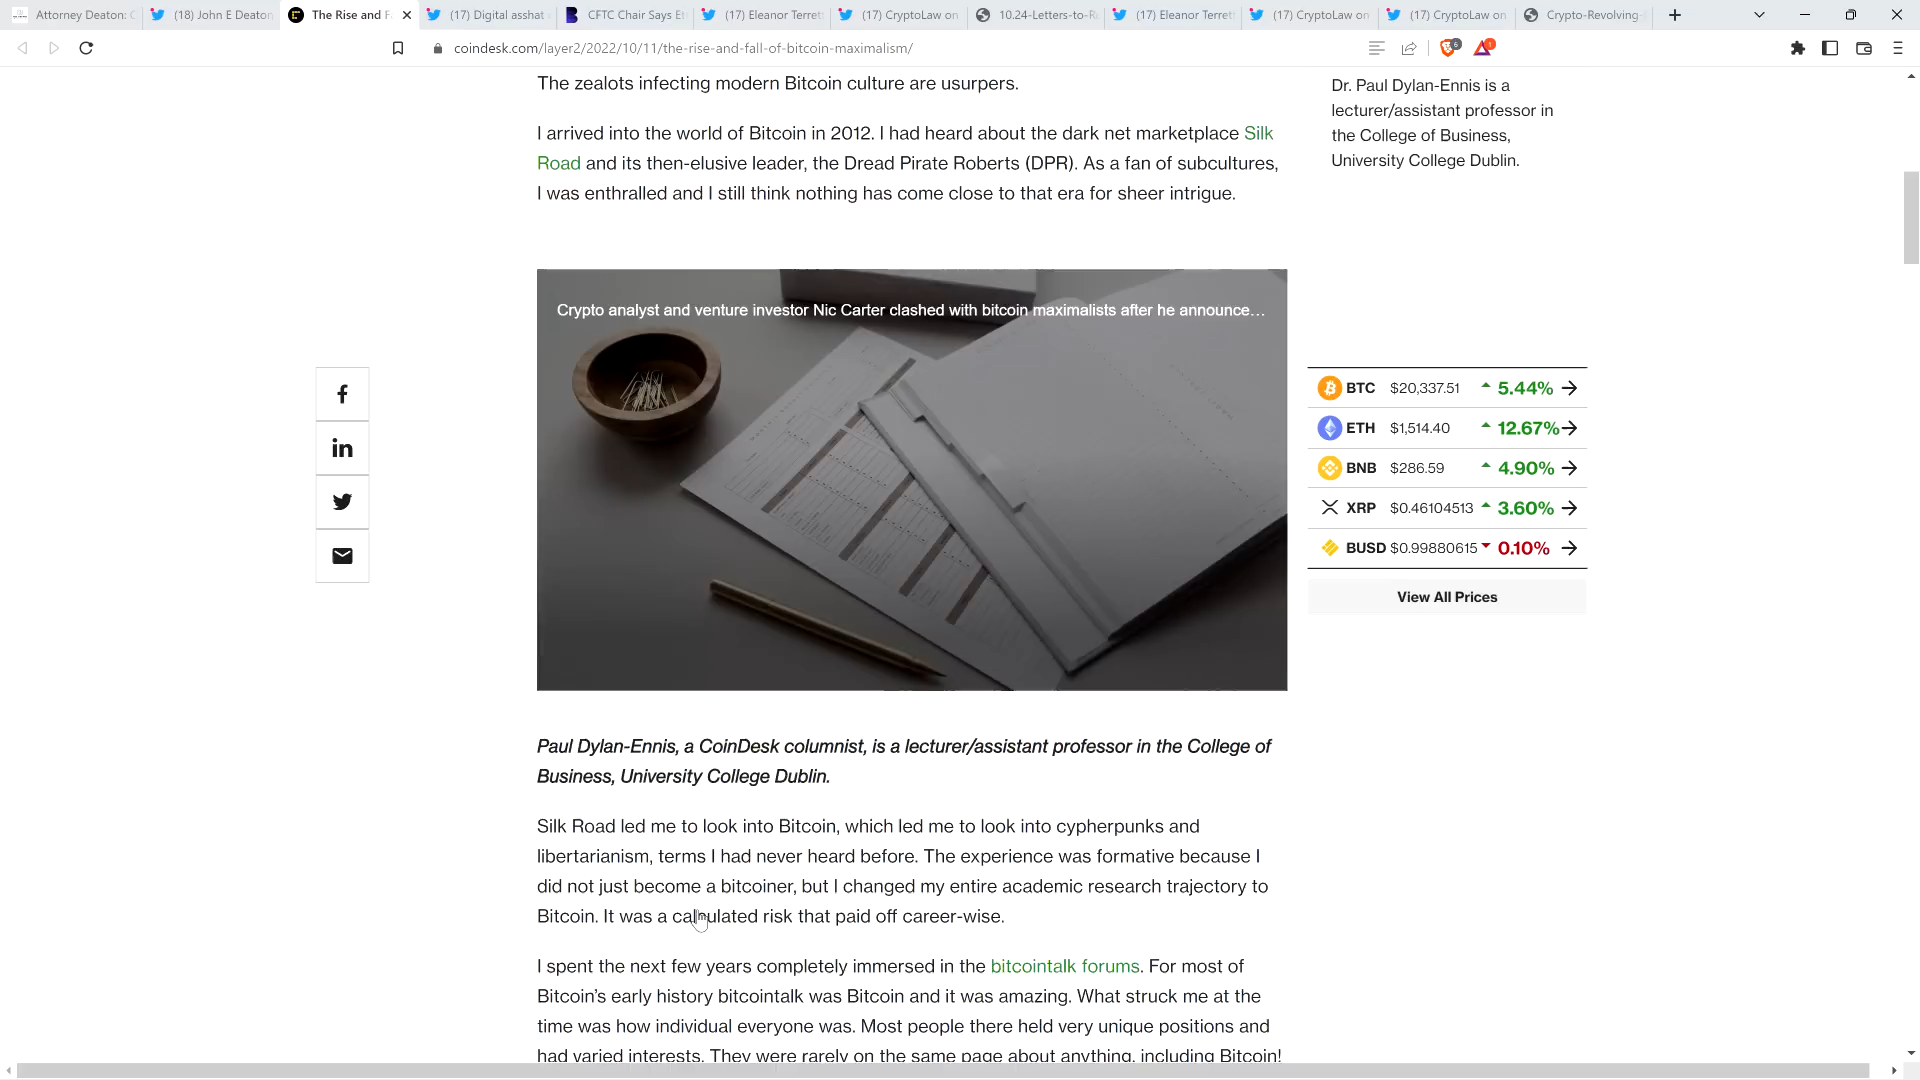 Attorney Deaton: C
(18) John E Deaton
The Rise and F
(17) Digital asshat
CFTC Chair Says Et
(17) Eleanor Terrett
(17) CryptoLaw on
10.24-Letters-to-R
(17) Eleanor Terrett
(17) CryptoLaw on
(17) CryptoLaw on
Crypto-Revolving-
coindesk.com/layer2/2022/10/11/the-rise-and-fall-of-bitcoin-maximalism/
6
1
The zealots infecting modern Bitcoin culture are usurpers.
I arrived into the world of Bitcoin in 2012. I had heard about the dark net marketplace Silk
Road and its then-elusive leader, the Dread Pirate Roberts (DPR). As a fan of subcultures,
I was enthralled and I still think nothing has come close to that era for sheer intrigue.
Dr. Paul Dylan-Ennis is a
lecturer/assistant professor in
the College of Business,
University College Dublin.
Crypto analyst and venture investor Nic Carter clashed with bitcoin maximalists after he announce…
BTC $20,337.51 5.44%
ETH $1,514.40 12.67%
BNB $286.59 4.90%
XRP $0.46104513 3.60%
BUSD $0.99880615 0.10%
View All Prices
Paul Dylan-Ennis, a CoinDesk columnist, is a lecturer/assistant professor in the College of
Business, University College Dublin.
Silk Road led me to look into Bitcoin, which led me to look into cypherpunks and
libertarianism, terms I had never heard before. The experience was formative because I
did not just become a bitcoiner, but I changed my entire academic research trajectory to
Bitcoin. It was a calculated risk that paid off career-wise.
I spent the next few years completely immersed in the bitcointalk forums. For most of
Bitcoin's early history bitcointalk was Bitcoin and it was amazing. What struck me at the
time was how individual everyone was. Most people there held very unique positions and
had varied interests. They were rarely on the same page about anything, including Bitcoin!